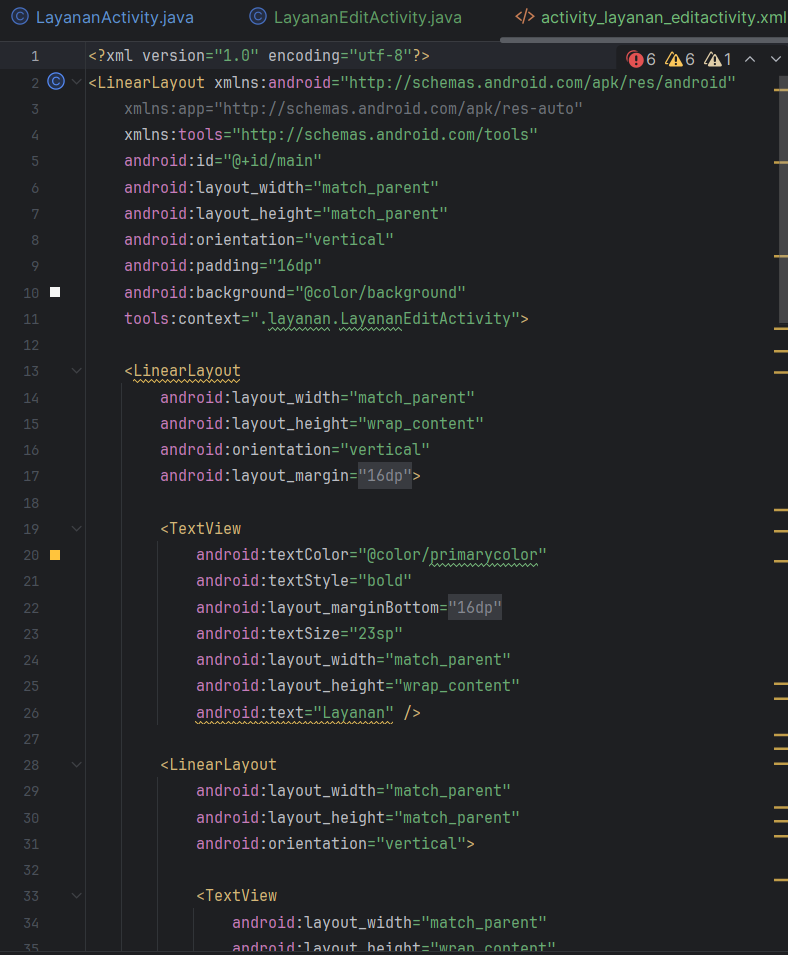 LayananActivity.java LayananEditActivity.java activity_layanan_editactivity.xml
6 6 1
1 <?xml version="1.0" encoding="utf-8"?>
2 <LinearLayout xmlns:android="http://schemas.android.com/apk/res/android"
3 xmlns:app="http://schemas.android.com/apk/res-auto"
4 xmlns:tools="http://schemas.android.com/tools"
5 android:id="@+id/main"
6 android:layout_width="match_parent"
7 android:layout_height="match_parent"
8 android:orientation="vertical"
9 android:padding="16dp"
10 android:background="@color/background"
11 tools:context=".layanan.LayananEditActivity">
12
13 <LinearLayout
14 android:layout_width="match_parent"
15 android:layout_height="wrap_content"
16 android:orientation="vertical"
17 android:layout_margin="16dp">
18
19 <TextView
20 android:textColor="@color/primarycolor"
21 android:textStyle="bold"
22 android:layout_marginBottom="16dp"
23 android:textSize="23sp"
24 android:layout_width="match_parent"
25 android:layout_height="wrap_content"
26 android:text="Layanan" />
27
28 <LinearLayout
29 android:layout_width="match_parent"
30 android:layout_height="match_parent"
31 android:orientation="vertical">
32
33 <TextView
34 android:layout_width="match_parent"
35 android:layout_height="wrap_content"